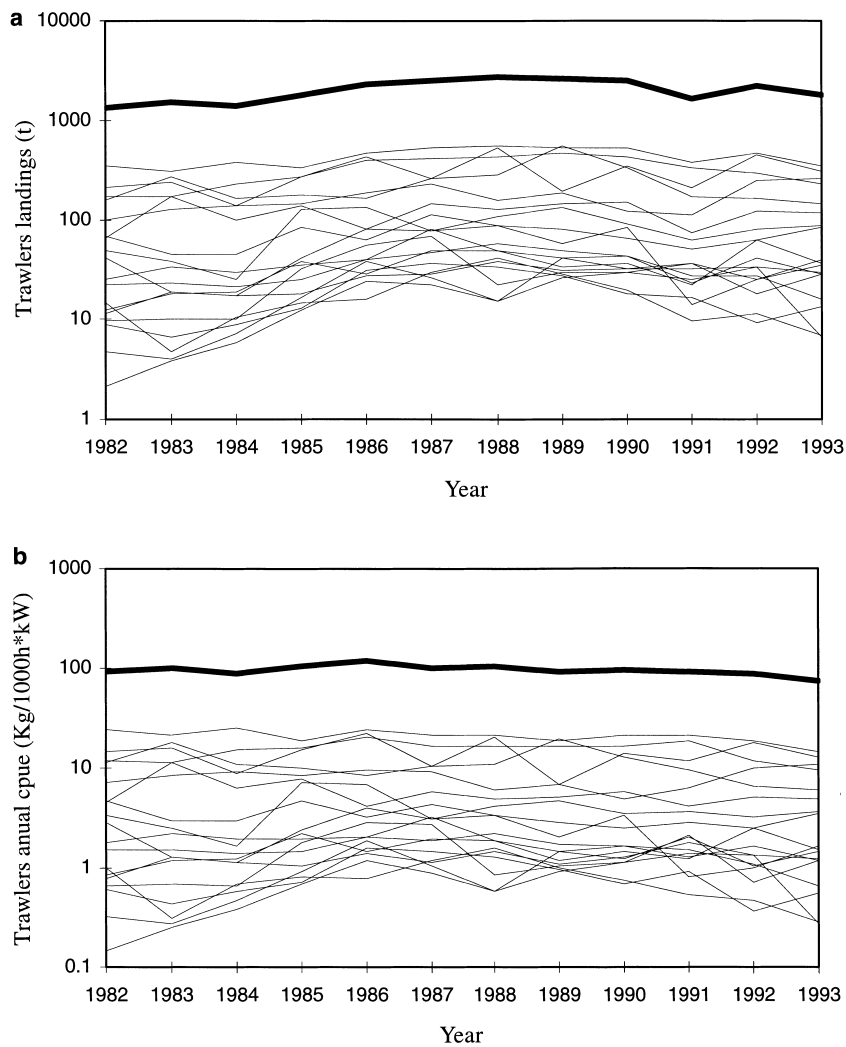 a
10000
1000
100
10
1
Trawlers landings (t)
1982 1983 1984 1985 1986 1987 1988 1989 1990 1991 1992 1993
Year
b
1000
100
10
1
0.1
Trawlers anual cpue (Kg/1000h*kW)
1982 1983 1984 1985 1986 1987 1988 1989 1990 1991 1992 1993
Year